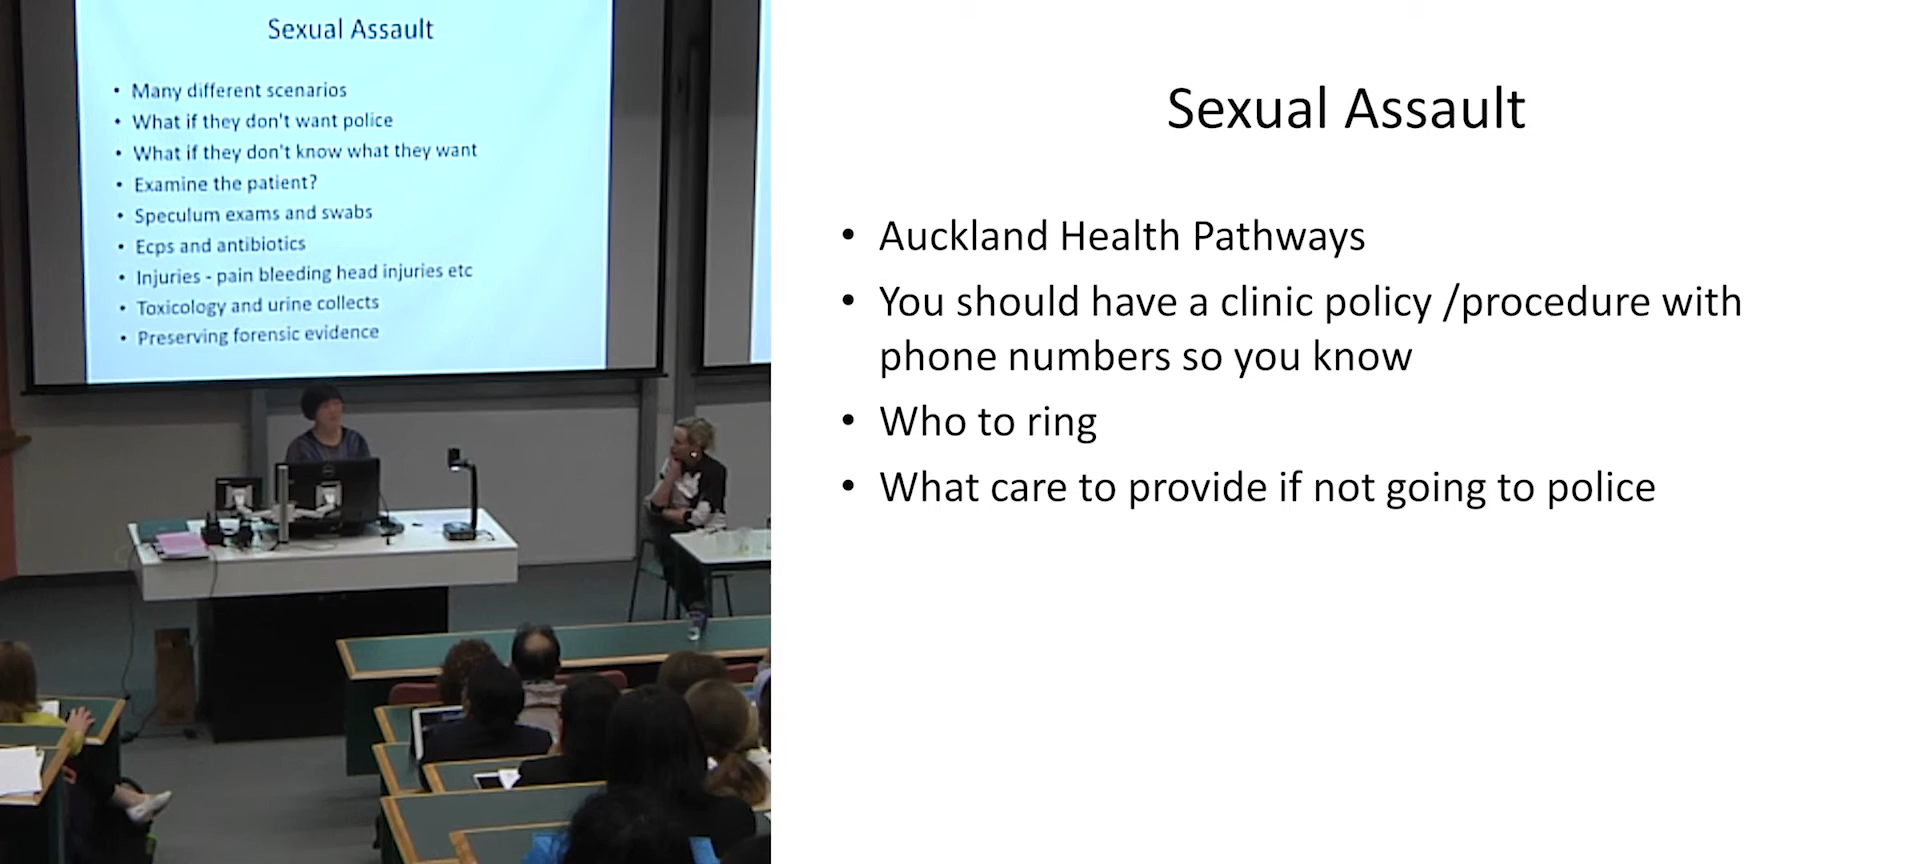 Sexual Assault
• Many different scenarios
• What if they don't want police
• What if they don't know what they want
• Examine the patient?
• Speculum exams and swabs
• Ecps and antibiotics
• Injuries - pain bleeding head injuries etc
• Toxicology and urine collects
• Preserving forensic evidence
Sexual Assault
• Auckland Health Pathways
• You should have a clinic policy /procedure with
phone numbers so you know
• Who to ring
• What care to provide if not going to police